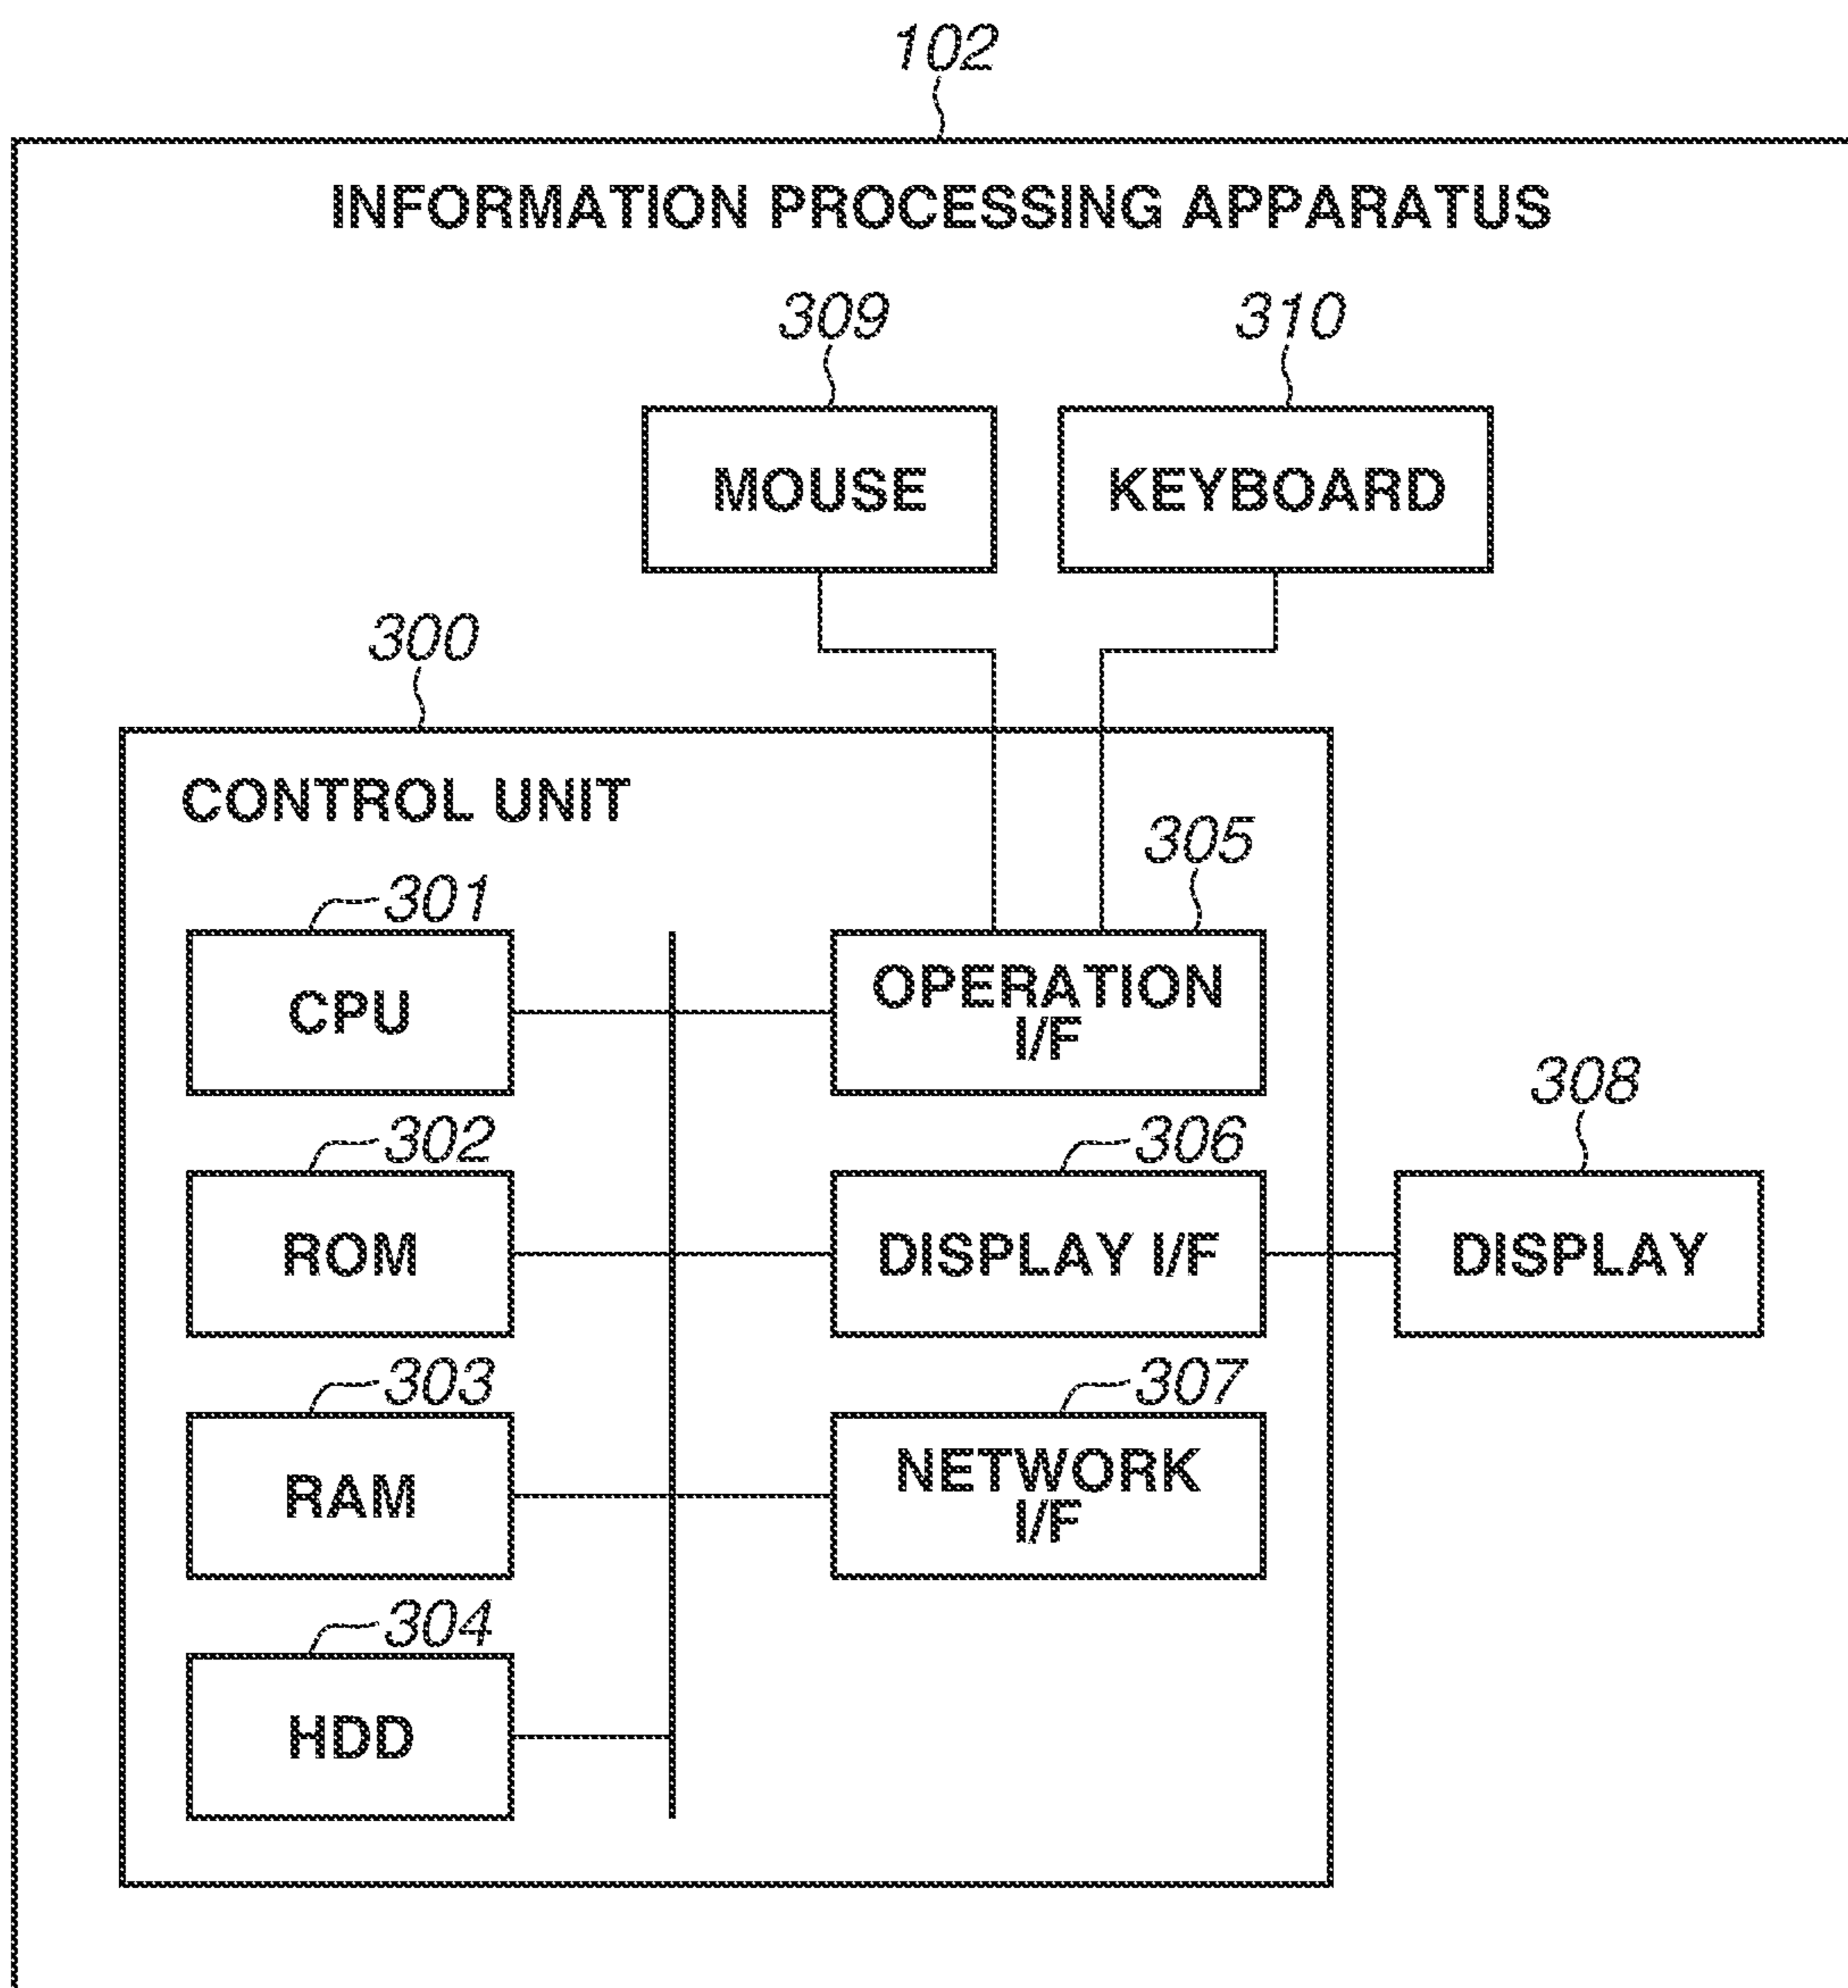 102
INFORMATION PROCESSING APPARATUS
309
310
MOUSE
KEYBOARD
300
CONTROL UNIT
305
301
CPU
OPERATION
I/F
308
302
306
ROM
DISPLAY I/F
DISPLAY
303
307
RAM
NETWORK
I/F
304
HDD